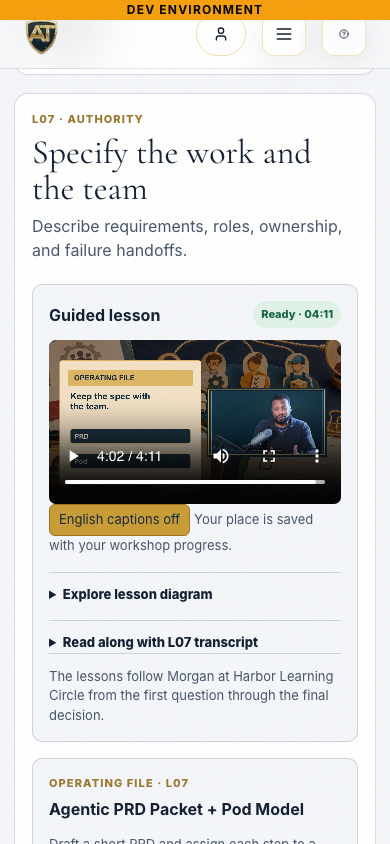 DEV ENVIRONMENT
AT
L07 · AUTHORITY
Specify the work and
the team
Describe requirements, roles, ownership,
and failure handoffs.
Guided lesson
Ready · 04:11
OPERATING FILE
Keep the spec with
the team.
PRD
Pod
4:02 / 4:11
English captions off Your place is saved
with your workshop progress.
Explore lesson diagram
Read along with L07 transcript
The lessons follow Morgan at Harbor Learning
Circle from the first question through the final
decision.
OPERATING FILE · L07
Agentic PRD Packet + Pod Model
Draft a short PRD and assign each step to a